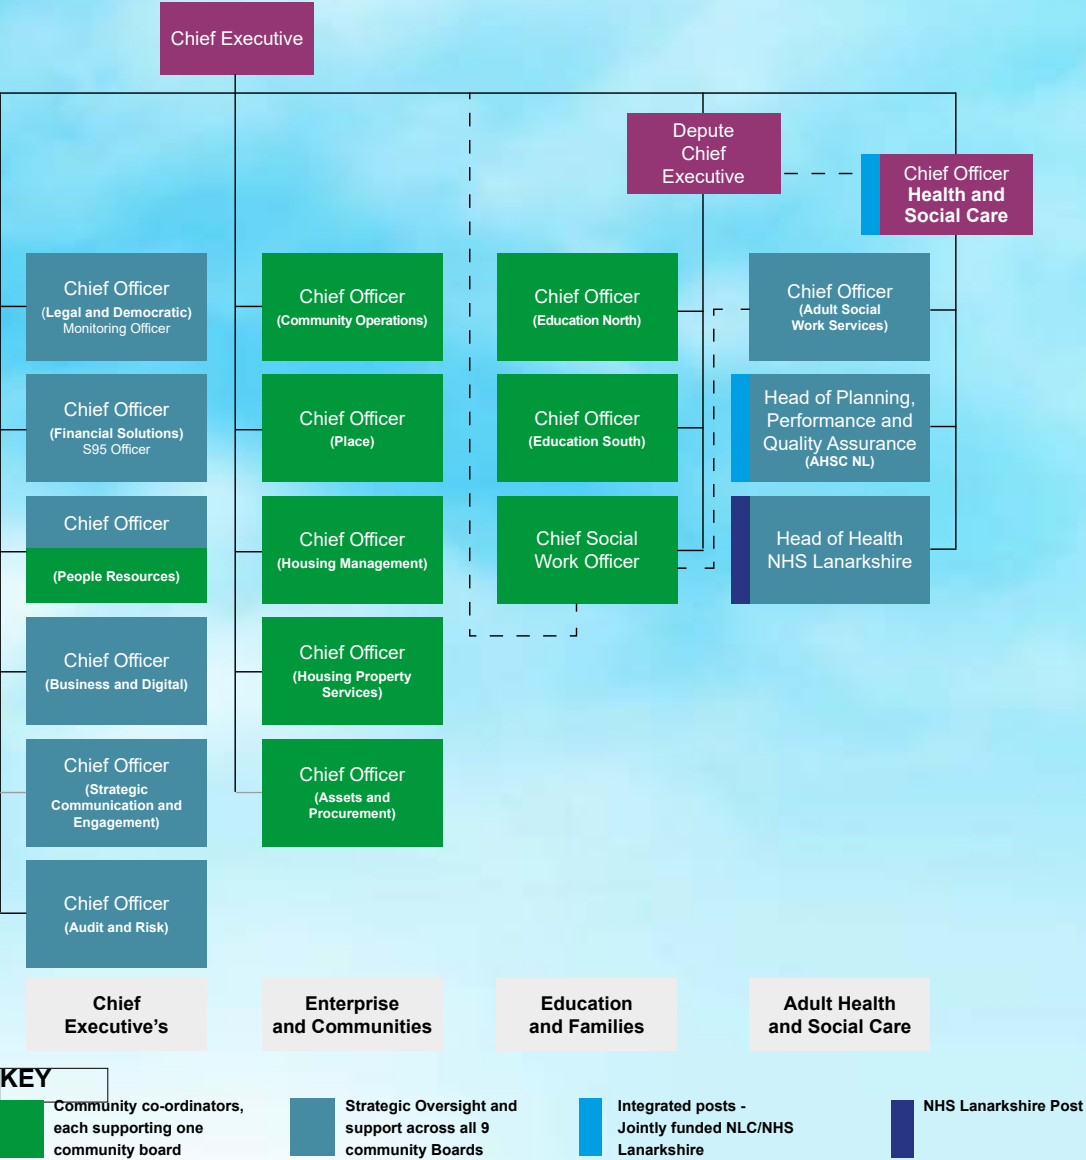 Chief Executive
Depute
Chief
Executive
Chief Officer
Health and
Social Care
Chief Officer
(Legal and Democratic)
Monitoring Officer
Chief Officer
(Financial Solutions)
S95 Officer
Chief Officer
(People Resources)
Chief Officer
(Business and Digital)
Chief Officer
(Strategic
Communication and
Engagement)
Chief Officer
(Audit and Risk)
Chief Officer
(Community Operations)
Chief Officer
(Place)
Chief Officer
(Housing Management)
Chief Officer
(Housing Property
Services)
Chief Officer
(Assets and
Procurement)
Chief Officer
(Education North)
Chief Officer
(Education South)
Chief Social
Work Officer
Chief Officer
(Adult Social
Work Services)
Head of Planning,
Performance and
Quality Assurance
(AHSC NL)
Head of Health
NHS Lanarkshire
Chief
Executive's
Enterprise
and Communities
Education
and Families
Adult Health
and Social Care
KEY
Community co-ordinators,
each supporting one
community board
Strategic Oversight and
support across all 9
community Boards
Integrated posts -
Jointly funded NLC/NHS
Lanarkshire
NHS Lanarkshire Post